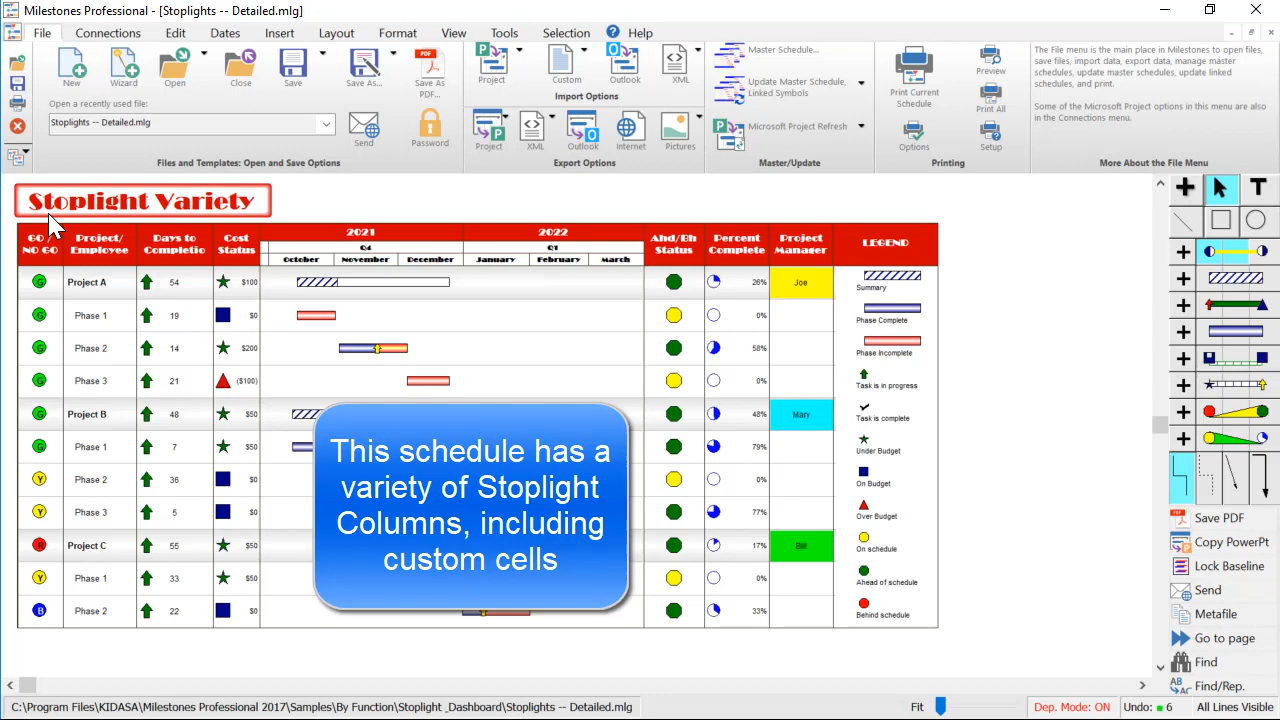 Milestones Professional - [Stoplights -- Detailed.mlg]
File Connections Edit Dates Insert Layout Format View Tools Selection Help
New Wizard Open Close Save Save As... Save As PDF...
Open a recently used file:
Stoplights -- Detailed.mlg
Send Password
Files and Templates: Open and Save Options
Project Custom Outlook XML
Import Options
Project XML Outlook Internet Pictures
Export Options
Master Schedule...
Update Master Schedule, Linked Symbols
Microsoft Project Refresh
Master/Update
Print Current Schedule
Preview
Print All
Options Setup
Printing
The File menu is the main place in Milestones to open files,
save files, import data, export data, manage master
schedules, update master schedules, update linked
schedules, and print.
Some of the Microsoft Project options in this menu are also
in the Connections menu.
More About the File Menu
Stoplight Variety
GO / NO GO
Project/ Employee
Days to Completio
Cost Status
2021 2022
Q4 Q1
October November December January February March
Ahd/Bh Status
Percent Complete
Project Manager
LEGEND
G Project A 54 $100 26% Joe
G Phase 1 19 $0 0%
G Phase 2 14 $200 58%
G Phase 3 21 ($100) 0%
G Project B 48 $50 48% Mary
G Phase 1 7 $50 79%
Y Phase 2 36 $0 0%
Y Phase 3 5 $0 77%
R Project C 55 $50 17% Bill
Y Phase 1 33 $50 0%
B Phase 2 22 $0 33%
Summary
Phase Complete
Phase Incomplete
Task is in progress
Task is complete
Under Budget
On Budget
Over Budget
On schedule
Ahead of schedule
Behind schedule
This schedule has a
variety of Stoplight
Columns, including
custom cells
T
Save PDF
Copy PowerPt
Lock Baseline
Send
Metafile
Go to page
Find
Find/Rep.
C:\Program Files\KIDASA\Milestones Professional 2017\Samples\By Function\Stoplight _Dashboard\Stoplights -- Detailed.mlg
Fit
Dep. Mode: ON
Undo: 6
All Lines Visible